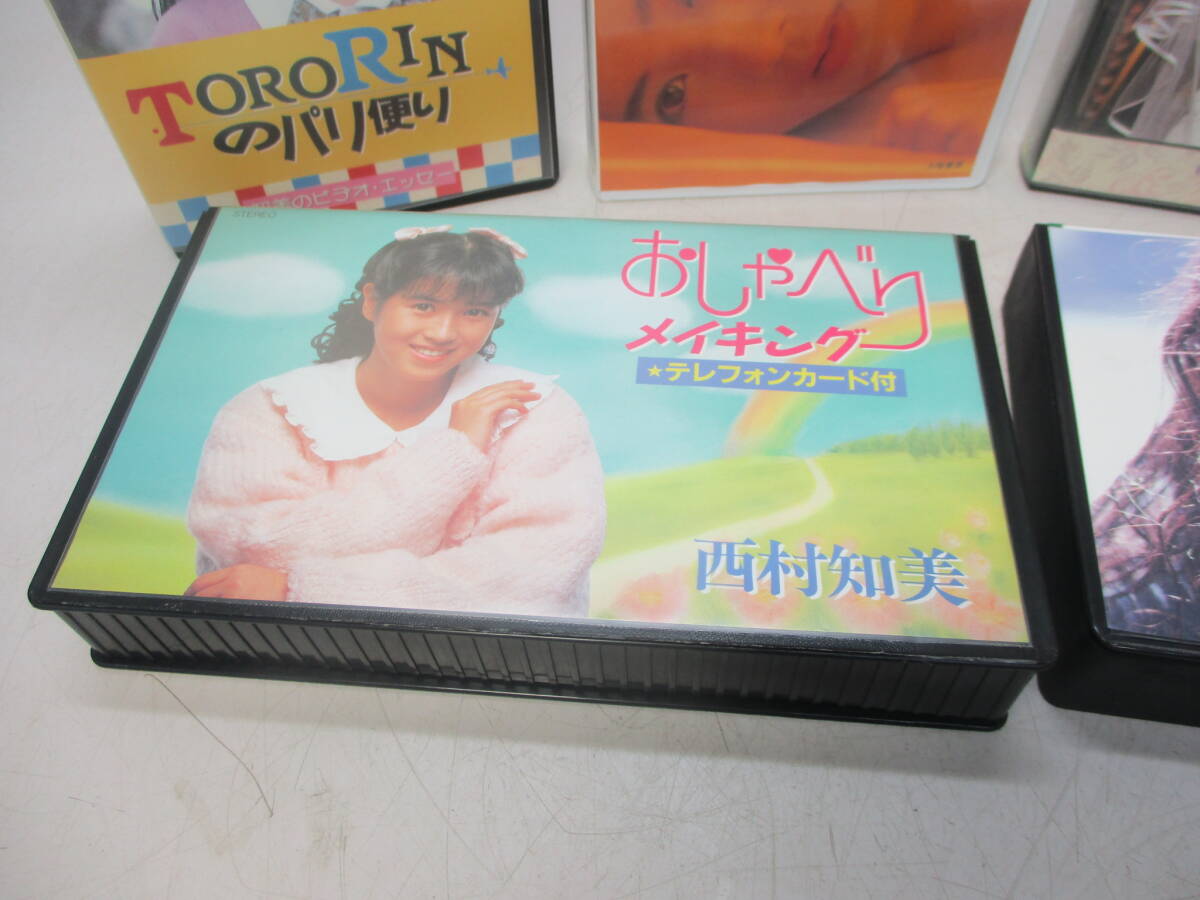 TORORIN
のパリ便り
のビデオ・エッセー
STEREO
おしゃべり
メイキング
★テレフォンカード付
西村知美